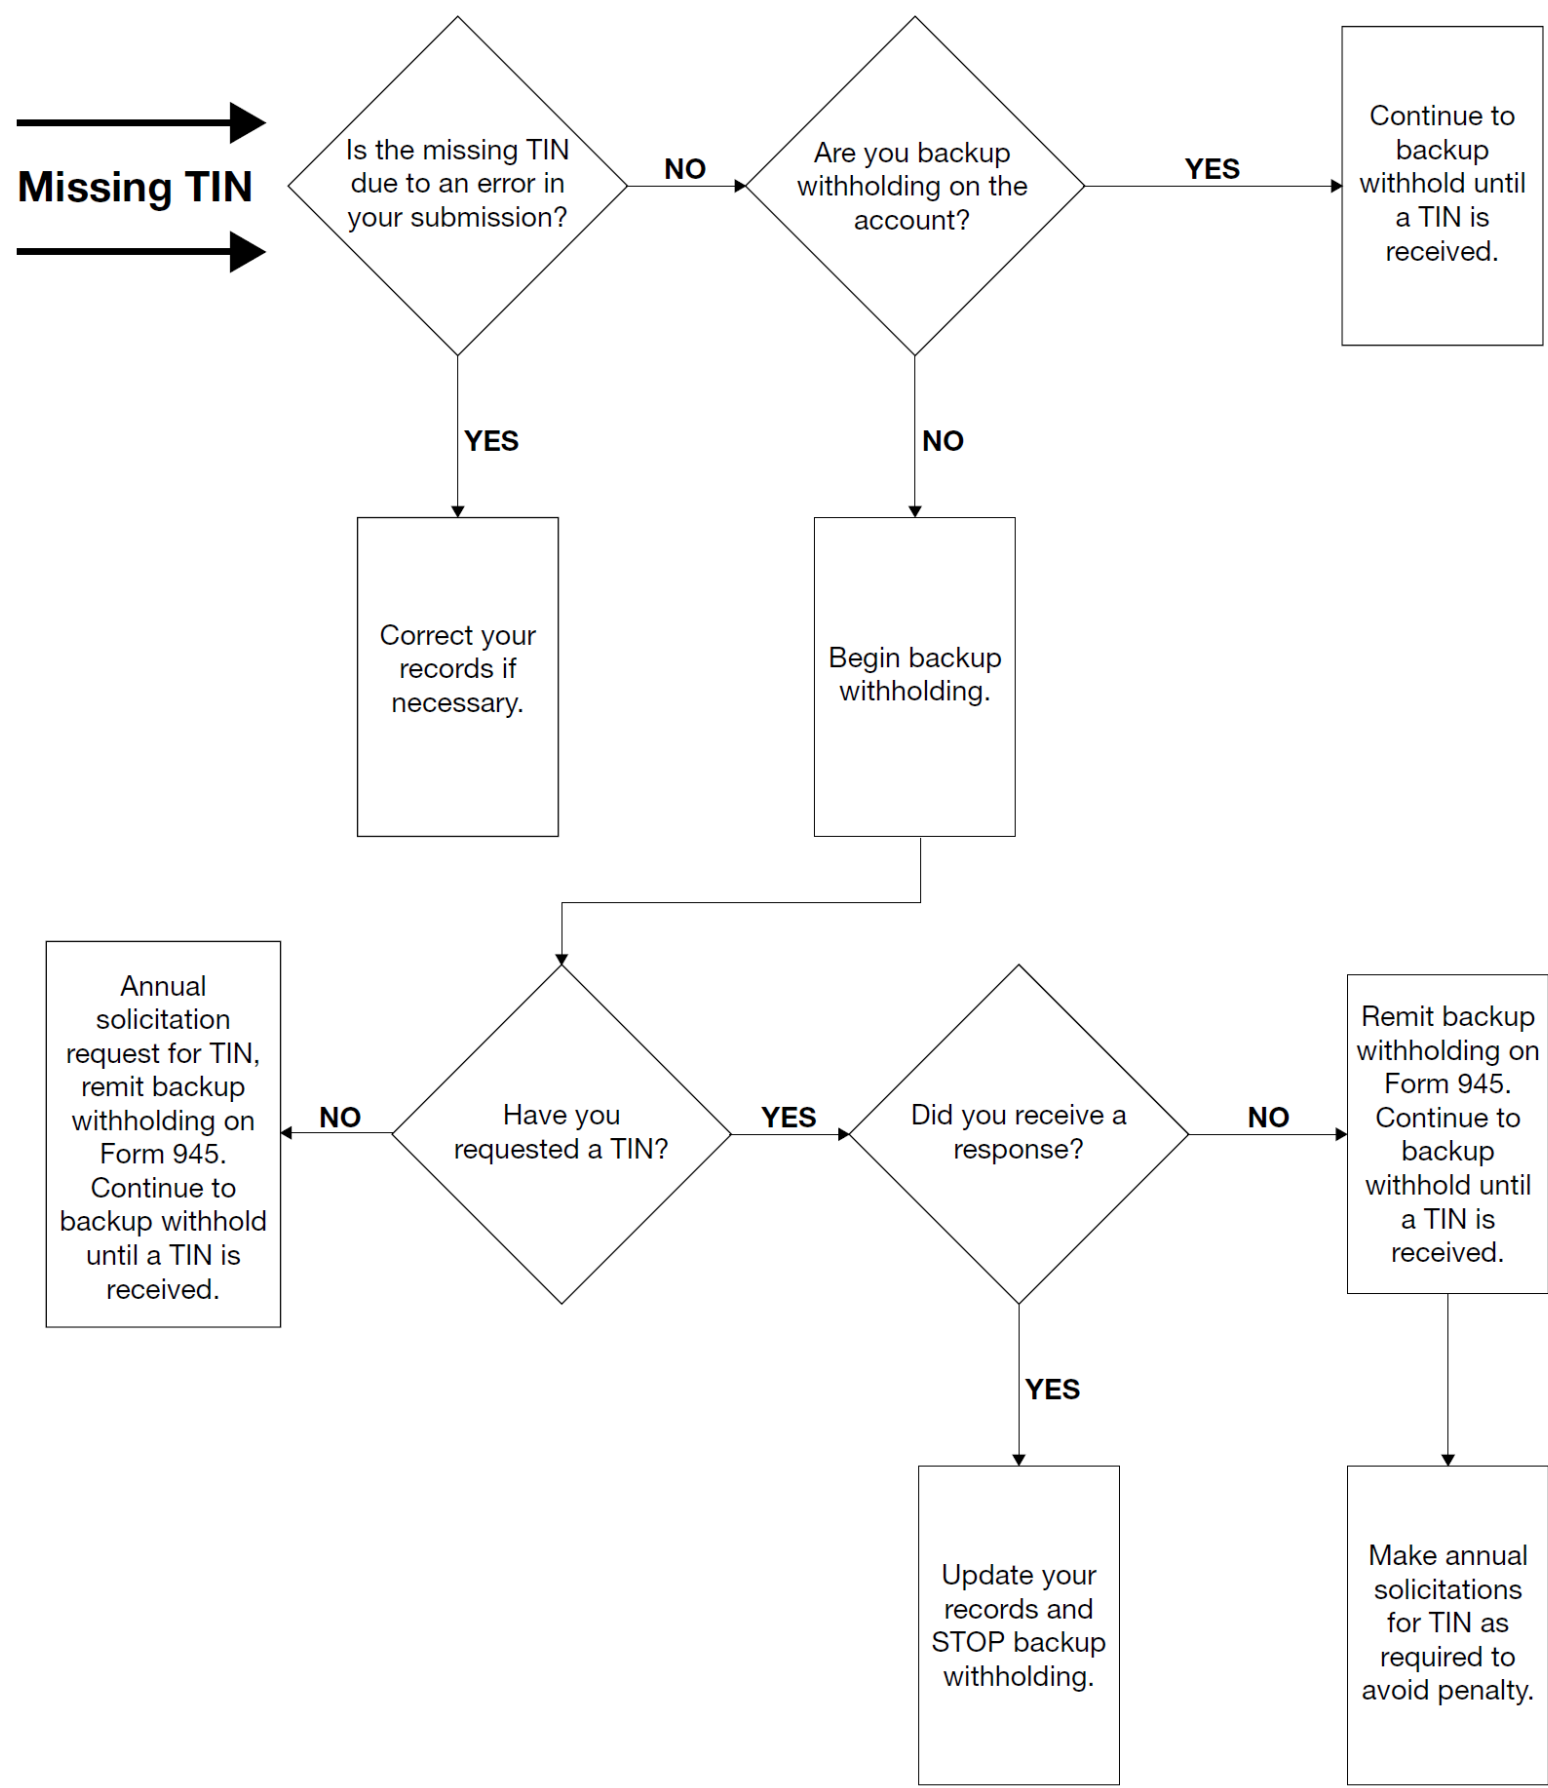 Missing TIN
Is the missing TIN
due to an error in
your submission?
NO
Are you backup
withholding on the
account?
YES
Continue to
backup
withhold until
a TIN is
received.
YES
NO
Correct your
records if
necessary.
Begin backup
withholding.
Annual
solicitation
request for TIN,
remit backup
withholding on
Form 945.
Continue to
backup withhold
until a TIN is
received.
NO
Have you
requested a TIN?
YES
Did you receive a
response?
NO
Remit backup
withholding on
Form 945.
Continue to
backup
withhold until
a TIN is
received.
YES
Update your
records and
STOP backup
withholding.
Make annual
solicitations
for TIN as
required to
avoid penalty.